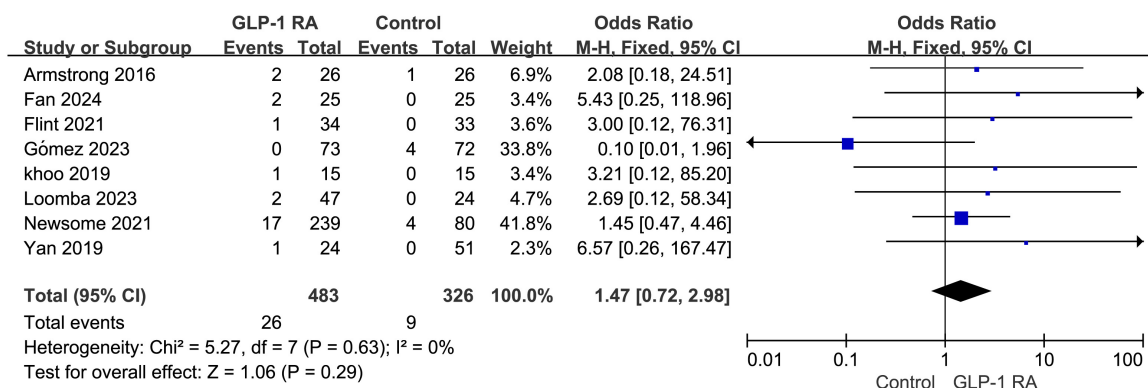 GLP-1 RA Control Odds Ratio Odds Ratio
Study or Subgroup Events Total Events Total Weight M-H, Fixed, 95% CI M-H, Fixed, 95% CI
Armstrong 2016 2 26 1 26 6.9% 2.08 [0.18, 24.51]
Fan 2024 2 25 0 25 3.4% 5.43 [0.25, 118.96]
Flint 2021 1 34 0 33 3.6% 3.00 [0.12, 76.31]
Gómez 2023 0 73 4 72 33.8% 0.10 [0.01, 1.96]
khoo 2019 1 15 0 15 3.4% 3.21 [0.12, 85.20]
Loomba 2023 2 47 0 24 4.7% 2.69 [0.12, 58.34]
Newsome 2021 17 239 4 80 41.8% 1.45 [0.47, 4.46]
Yan 2019 1 24 0 51 2.3% 6.57 [0.26, 167.47]
Total (95% CI) 483 326 100.0% 1.47 [0.72, 2.98]
Total events 26 9
Heterogeneity: Chi² = 5.27, df = 7 (P = 0.63); I² = 0%
Test for overall effect: Z = 1.06 (P = 0.29)
0.01 0.1 1 10 100
Control GLP-1 RA